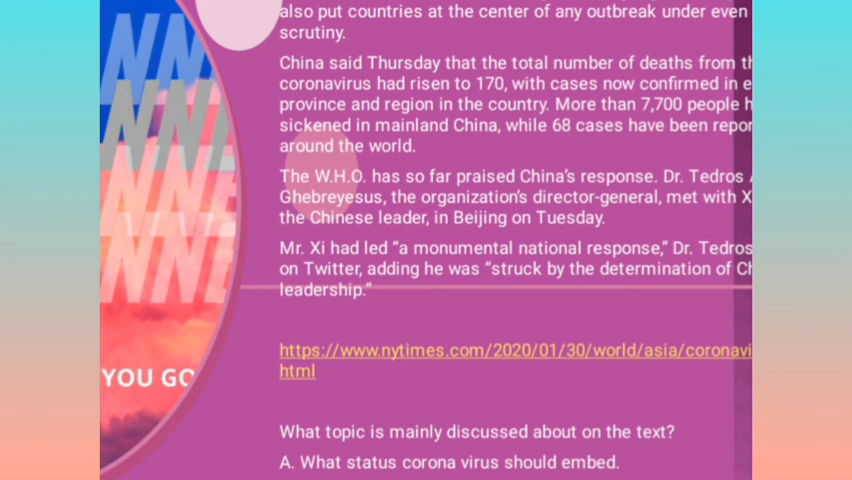 NN
NN
NNE
NNE
YOU GO
also put countries at the center of any outbreak under even
scrutiny.
China said Thursday that the total number of deaths from th
coronavirus had risen to 170, with cases now confirmed in e
province and region in the country. More than 7,700 people h
sickened in mainland China, while 68 cases have been repor
around the world.
The W.H.O. has so far praised China's response. Dr. Tedros A
Ghebreyesus, the organization's director-general, met with X
the Chinese leader, in Beijing on Tuesday.
Mr. Xi had led “a monumental national response,” Dr. Tedros
on Twitter, adding he was “struck by the determination of Ch
leadership.”
https://www.nytimes.com/2020/01/30/world/asia/coronavi
html
What topic is mainly discussed about on the text?
A. What status corona virus should embed.